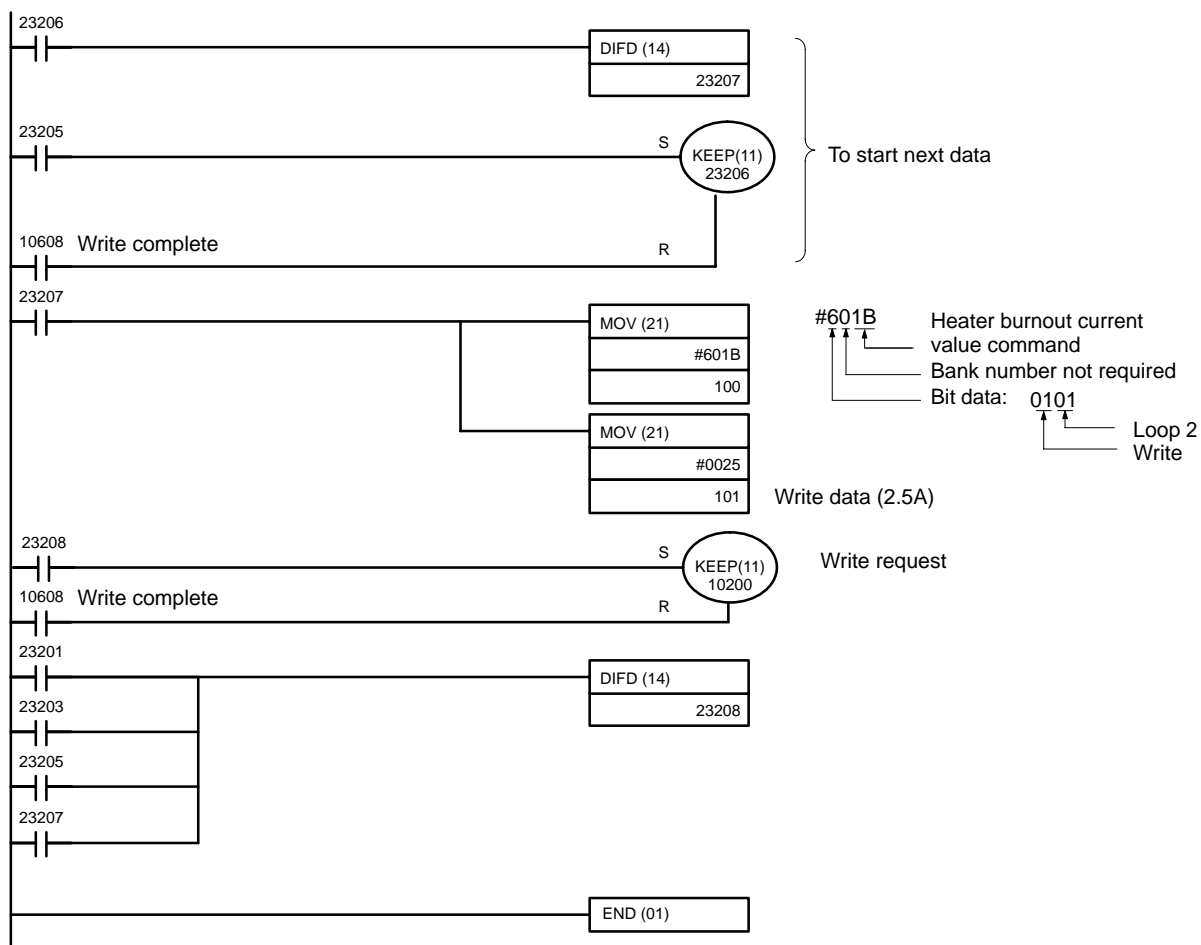 23206
DIFD (14)
23207
23205
S
KEEP(11)
23206
To start next data
10608 Write complete
R
23207
MOV (21)
#601B
100
#601B
Heater burnout current
value command
Bank number not required
Bit data: 0101
Loop 2
Write
MOV (21)
#0025
101
Write data (2.5A)
23208
S
KEEP(11)
10200
Write request
10608 Write complete
R
23201
DIFD (14)
23208
23203
23205
23207
END (01)